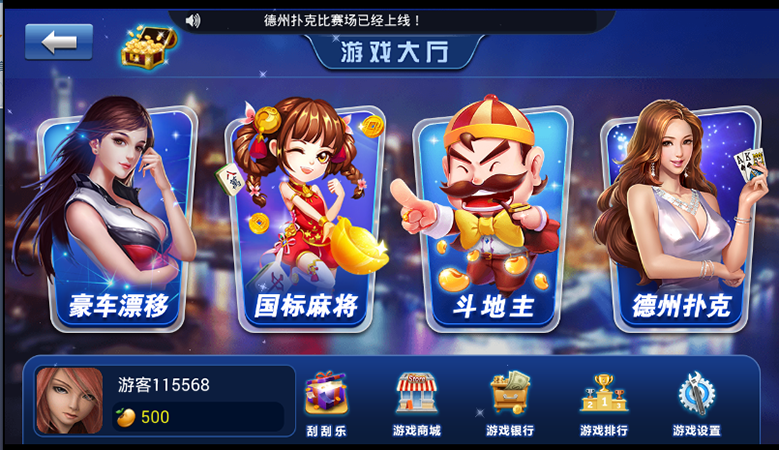 德州扑克比赛场已经上线！
游戏大厅
豪车漂移
国标麻将
斗地主
德州扑克
游客115568
500
刮刮乐
游戏商城
游戏银行
游戏排行
游戏设置